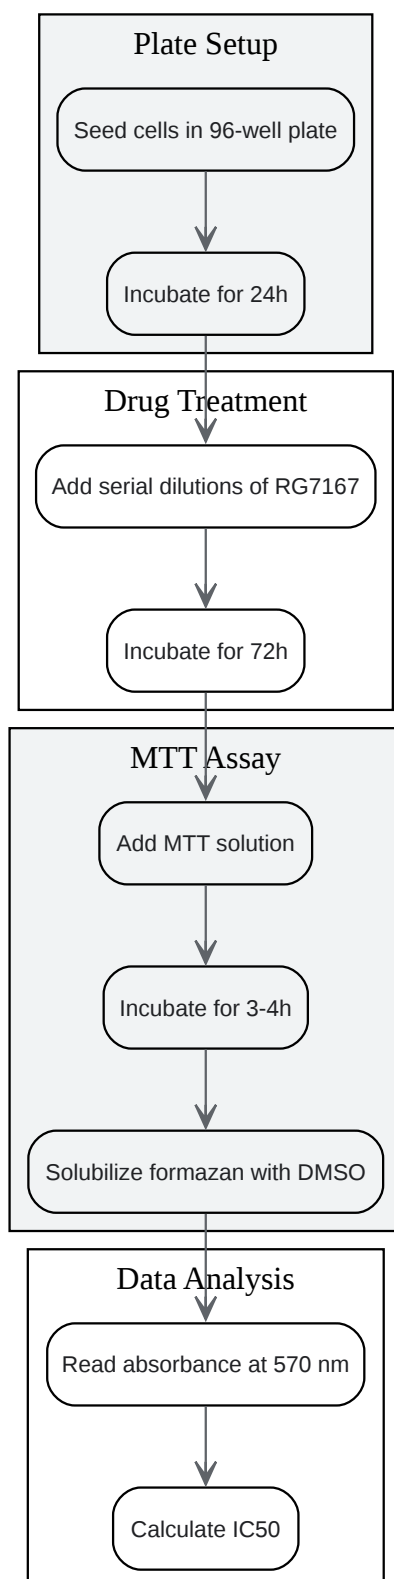 Plate Setup
Seed cells in 96-well plate
Incubate for 24h
Drug Treatment
Add serial dilutions of RG7167
Incubate for 72h
MTT Assay
Add MTT solution
Incubate for 3-4h
Solubilize formazan with DMSO
Data Analysis
Read absorbance at 570 nm
Calculate IC50